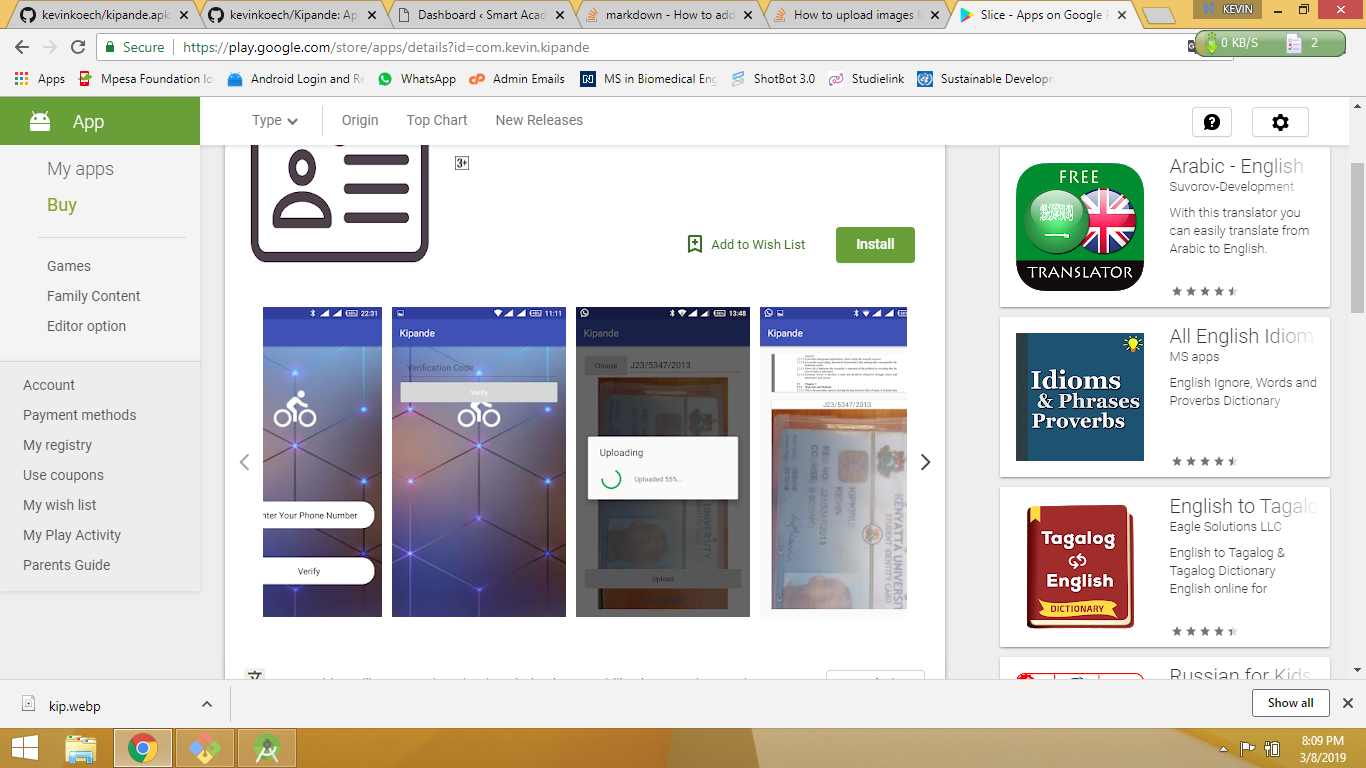 kevinkoech/kipande.apk
kevinkoech/Kipande: Ap
Dashboard ‹ Smart Acad
markdown - How to add
How to upload images
Slice - Apps on Google
KEVIN
Secure
https://play.google.com/store/apps/details?id=com.kevin.kipande
0 KB/S
2
Apps
Mpesa Foundation
Android Login and Re
WhatsApp
Admin Emails
MS in Biomedical Eng
ShotBot 3.0
Studielink
Sustainable Developm
App
Type
Origin
Top Chart
New Releases
My apps
Buy
Games
Family Content
Editor option
Account
Payment methods
My registry
Use coupons
My wish list
My Play Activity
Parents Guide
3+
Add to Wish List
Install
22:31
nter Your Phone Number
Verify
11:11
Kipande
Verification Code
Verify
13:48
Kipande
Choose
J23/5347/2013
Uploading
Uploaded 55%...
Upload
Kipande
J23/5347/2013
KENYATTA UNIVERSITY
STUDENT IDENTITY CARD
KIPKORIU
KEVIN
FREE
TRANSLATOR
Arabic - English
Suvorov-Development
With this translator you
can easily translate from
Arabic to English.
Idioms
& Phrases
Proverbs
All English Idiom
MS apps
English Ignore, Words and
Proverbs Dictionary
Tagalog
English
DICTIONARY
English to Tagalo
Eagle Solutions LLC
English to Tagalog &
Tagalog Dictionary
English online for
Russian for Kids
kip.webp
Show all
8:09 PM
3/8/2019